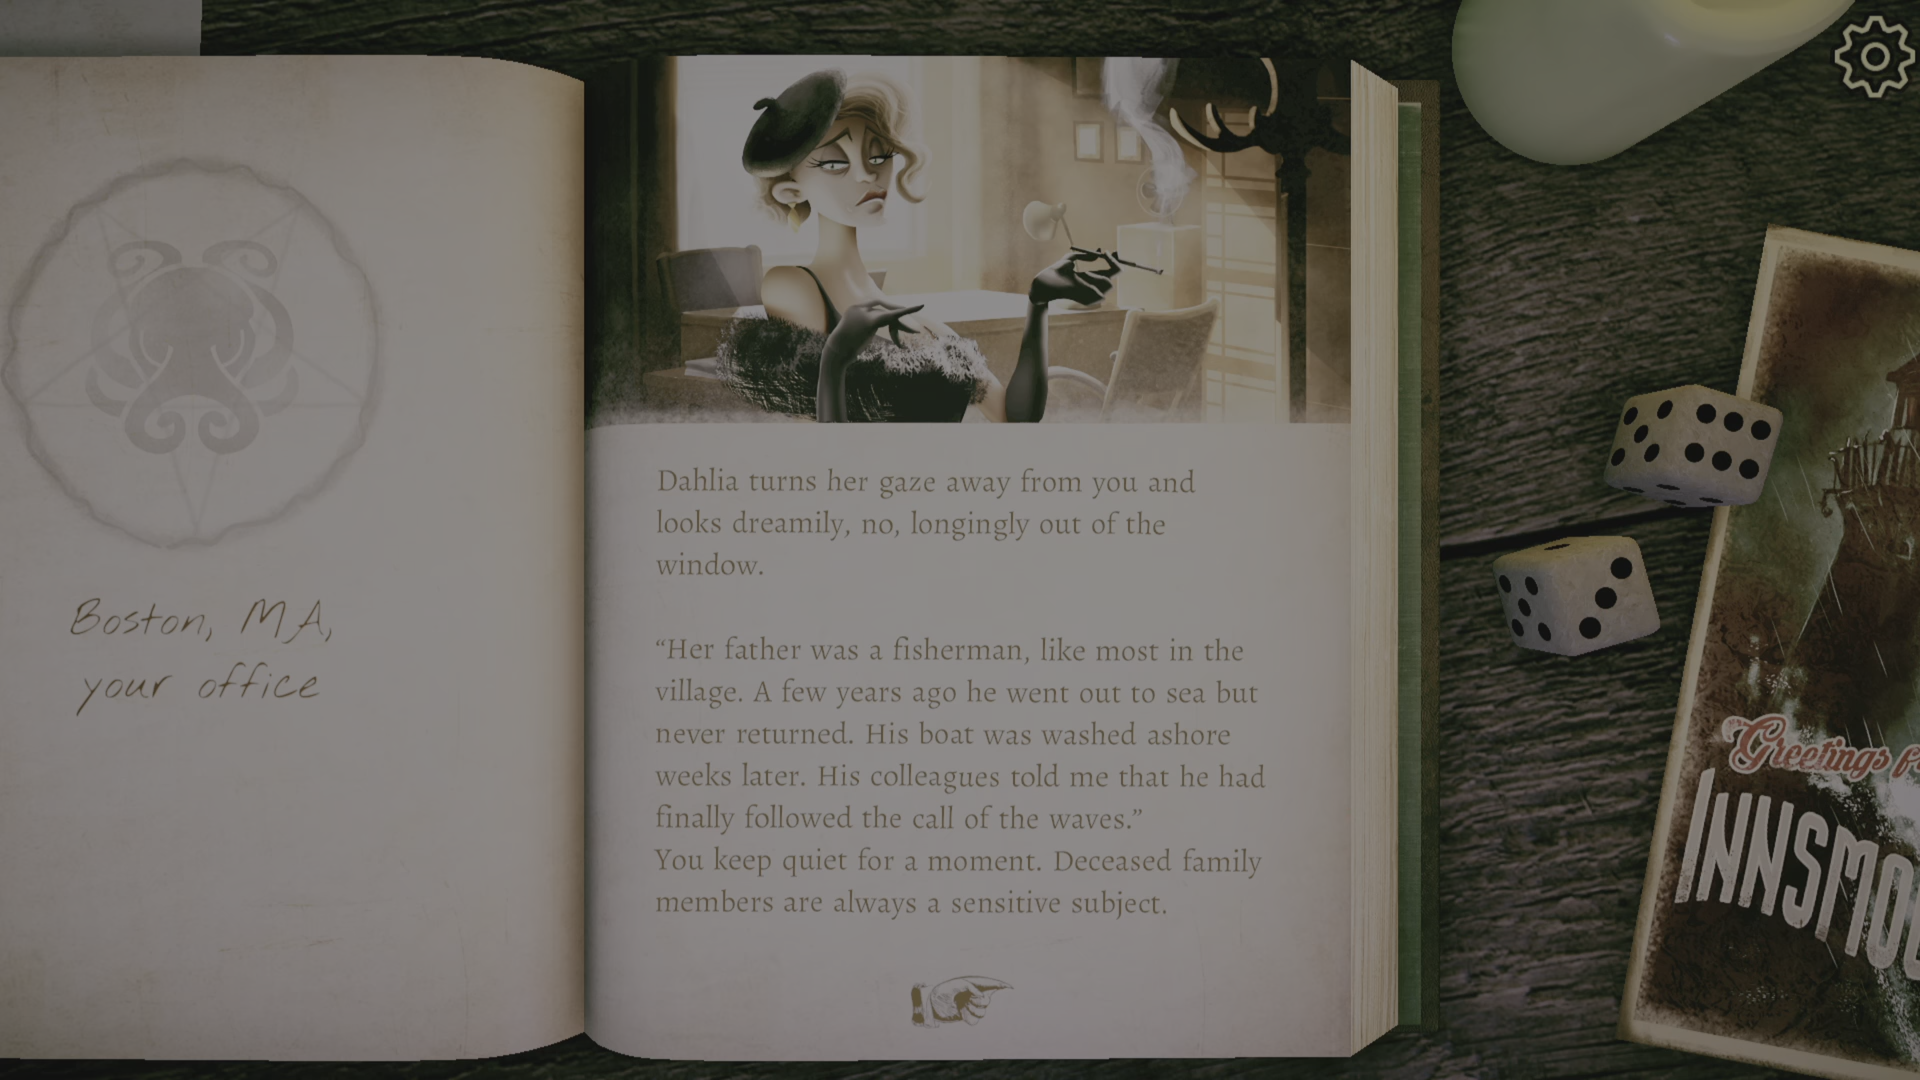 Boston, MA,
your office
Dahlia turns her gaze away from you and
looks dreamily, no, longingly out of the
window.
“Her father was a fisherman, like most in the
village. A few years ago he went out to sea but
never returned. His boat was washed ashore
weeks later. His colleagues told me that he had
finally followed the call of the waves.”
You keep quiet for a moment. Deceased family
members are always a sensitive subject.
Greetings